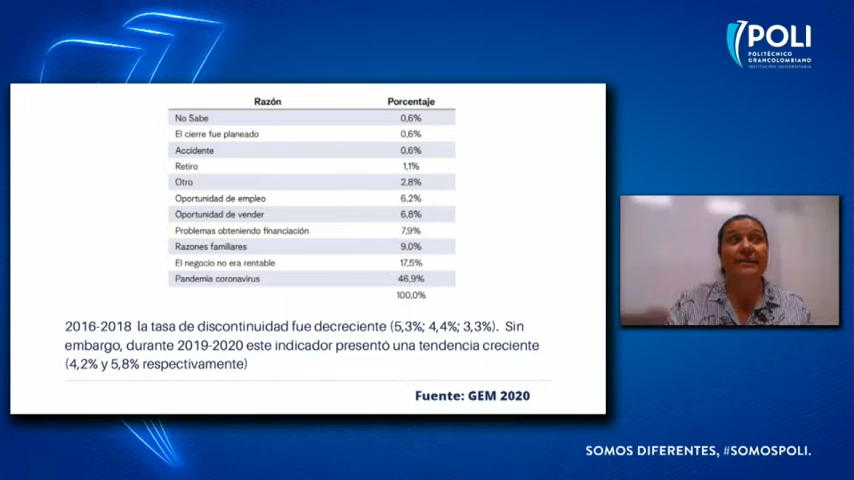 POLI
POLITÉCNICO
GRANCOLOMBIANO
INSTITUCIÓN UNIVERSITARIA
Razón Porcentaje
No Sabe 0,6%
El cierre fue planeado 0,6%
Accidente 0,6%
Retiro 1,1%
Otro 2,8%
Oportunidad de empleo 6,2%
Oportunidad de vender 6,8%
Problemas obteniendo financiación 7,9%
Razones familiares 9,0%
El negocio no era rentable 17,5%
Pandemia coronavirus 46,9%
100,0%
2016-2018 la tasa de discontinuidad fue decreciente (5,3%; 4,4%; 3,3%). Sin
embargo, durante 2019-2020 este indicador presentó una tendencia creciente
(4,2% y 5,8% respectivamente)
Fuente: GEM 2020
SOMOS DIFERENTES, #SOMOSPOLI.